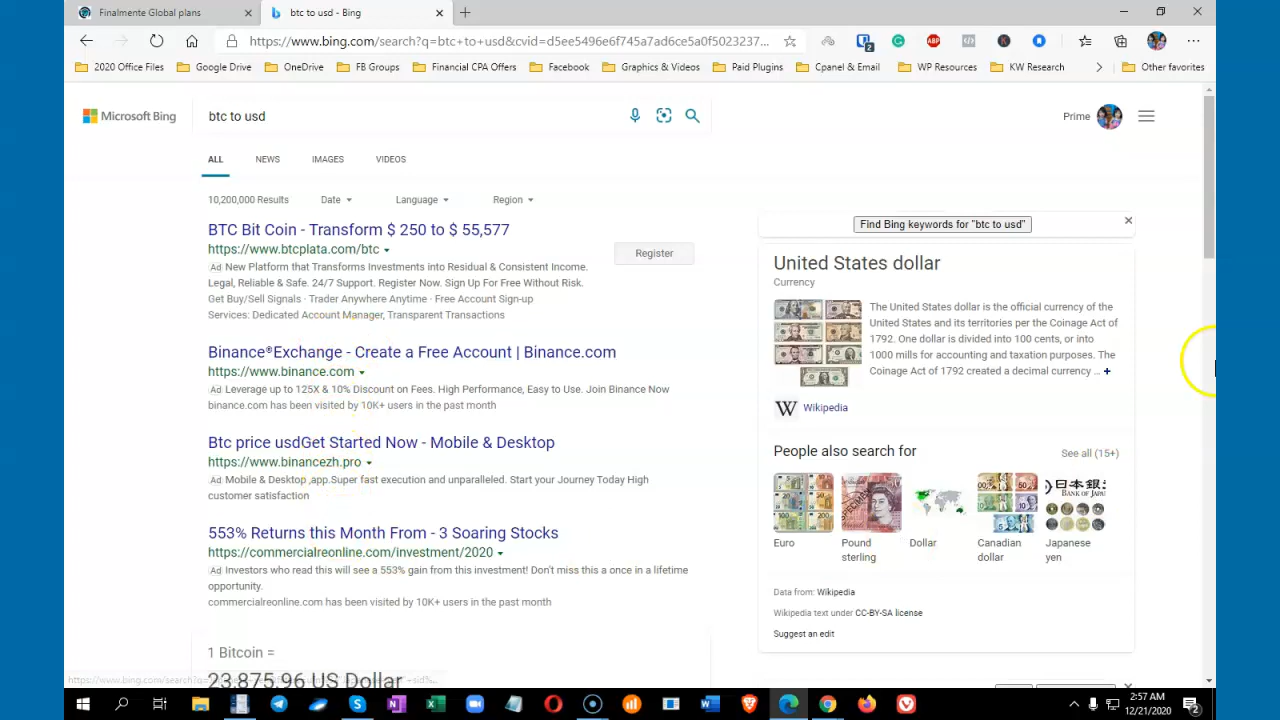 Finalmente Global plans
btc to usd - Bing
https://www.bing.com/search?q=btc+to+usd&cvid=d5ee5496e6f745a7ad6ce5a0f5023237...
2020 Office Files
Google Drive
OneDrive
FB Groups
Financial CPA Offers
Facebook
Graphics & Videos
Paid Plugins
Cpanel & Email
WP Resources
KW Research
Other favorites
Microsoft Bing
btc to usd
Prime
ALL
NEWS
IMAGES
VIDEOS
10,200,000 Results
Date
Language
Region
BTC Bit Coin - Transform $ 250 to $ 55,577
https://www.btcplata.com/btc
Ad New Platform that Transforms Investments into Residual & Consistent Income.
Legal, Reliable & Safe. 24/7 Support. Register Now. Sign Up For Free Without Risk.
Get Buy/Sell Signals · Trader Anywhere Anytime · Free Account Sign-up
Services: Dedicated Account Manager, Transparent Transactions
Register
Binance®Exchange - Create a Free Account | Binance.com
https://www.binance.com
Ad Leverage up to 125X & 10% Discount on Fees. High Performance, Easy to Use. Join Binance Now
binance.com has been visited by 10K+ users in the past month
Btc price usdGet Started Now - Mobile & Desktop
https://www.binancezh.pro
Ad Mobile & Desktop ,app.Super fast execution and unparalleled. Start your Journey Today High
customer satisfaction
553% Returns this Month From - 3 Soaring Stocks
https://commercialreonline.com/investment/2020
Ad Investors who read this will see a 553% gain from this investment! Don't miss this a once in a lifetime
opportunity.
commercialreonline.com has been visited by 10K+ users in the past month
1 Bitcoin =
23,875.96 US Dollar
Find Bing keywords for "btc to usd"
United States dollar
Currency
The United States dollar is the official currency of the
United States and its territories per the Coinage Act of
1792. One dollar is divided into 100 cents, or into
1000 mills for accounting and taxation purposes. The
Coinage Act of 1792 created a decimal currency ... +
W Wikipedia
People also search for
See all (15+)
日本銀
BANK OF JAPA
Euro
Pound
sterling
Dollar
Canadian
dollar
Japanese
yen
Data from: Wikipedia
Wikipedia text under CC-BY-SA license
Suggest an edit
2:57 AM
12/21/2020